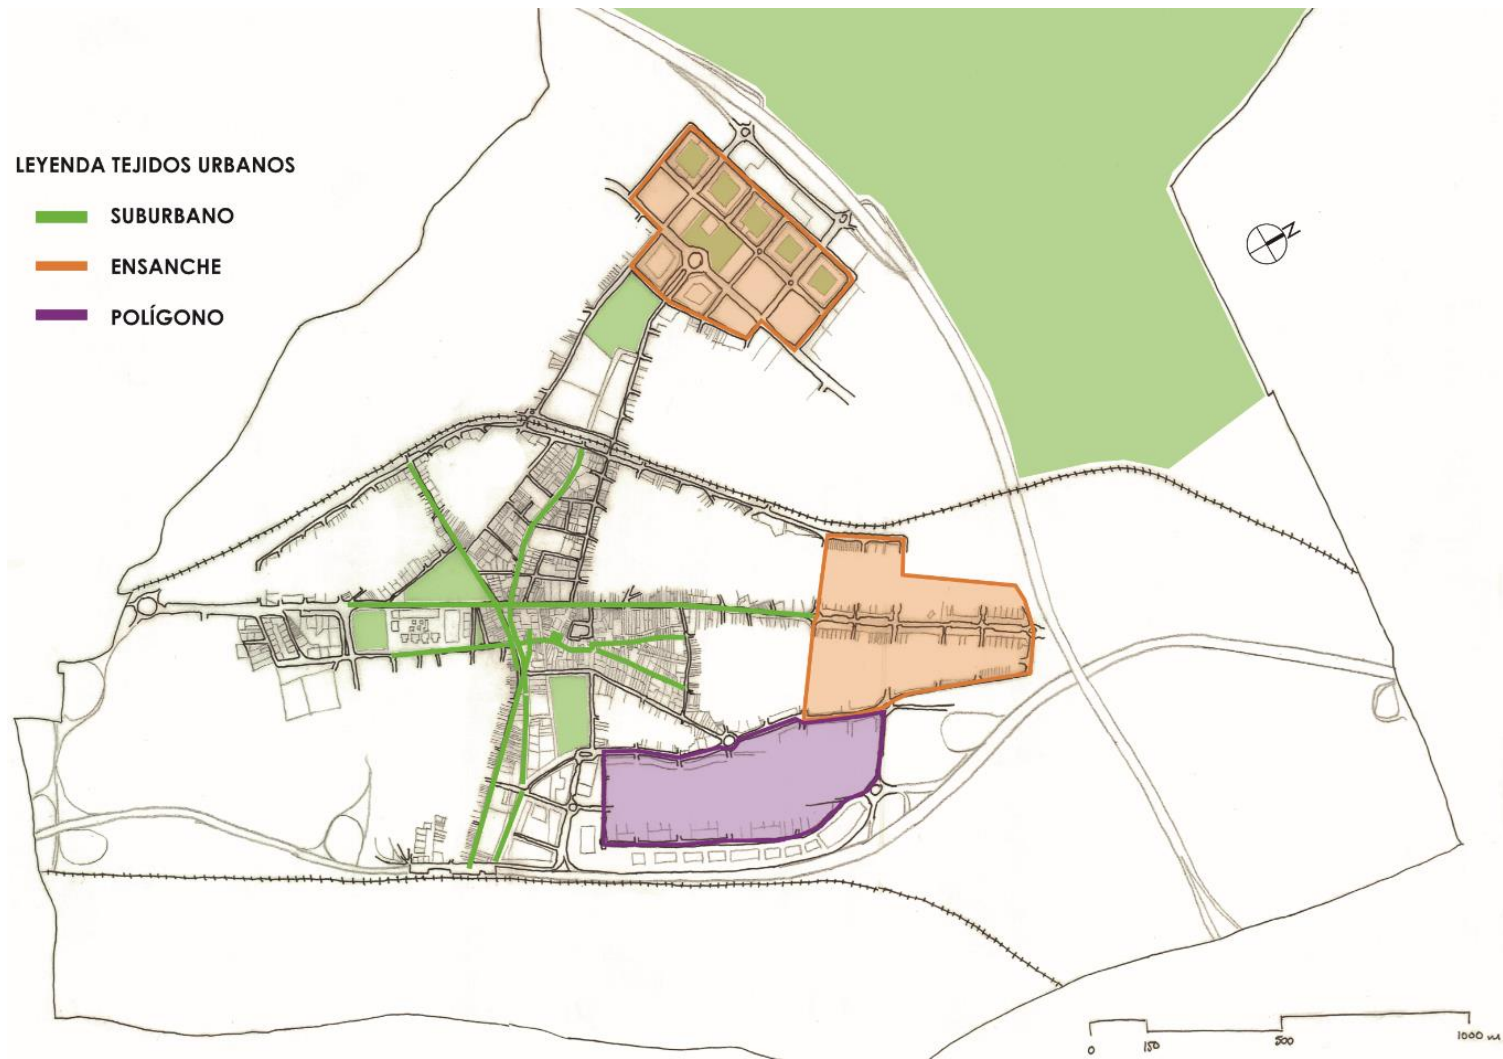 LEYENDA TEJIDOS URBANOS
SUBURBANO
ENSANCHE
POLÍGONO
N
0 150 500 1000 m